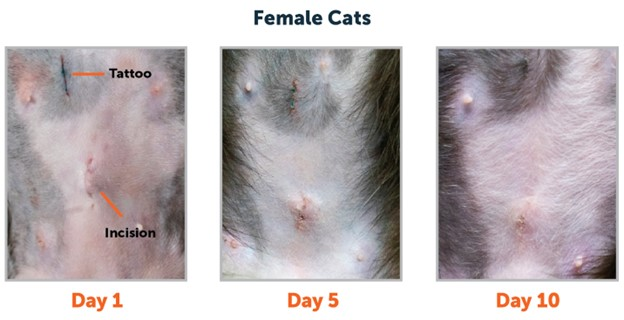 Female Cats
Tattoo
Incision
Day 1
Day 5
Day 10